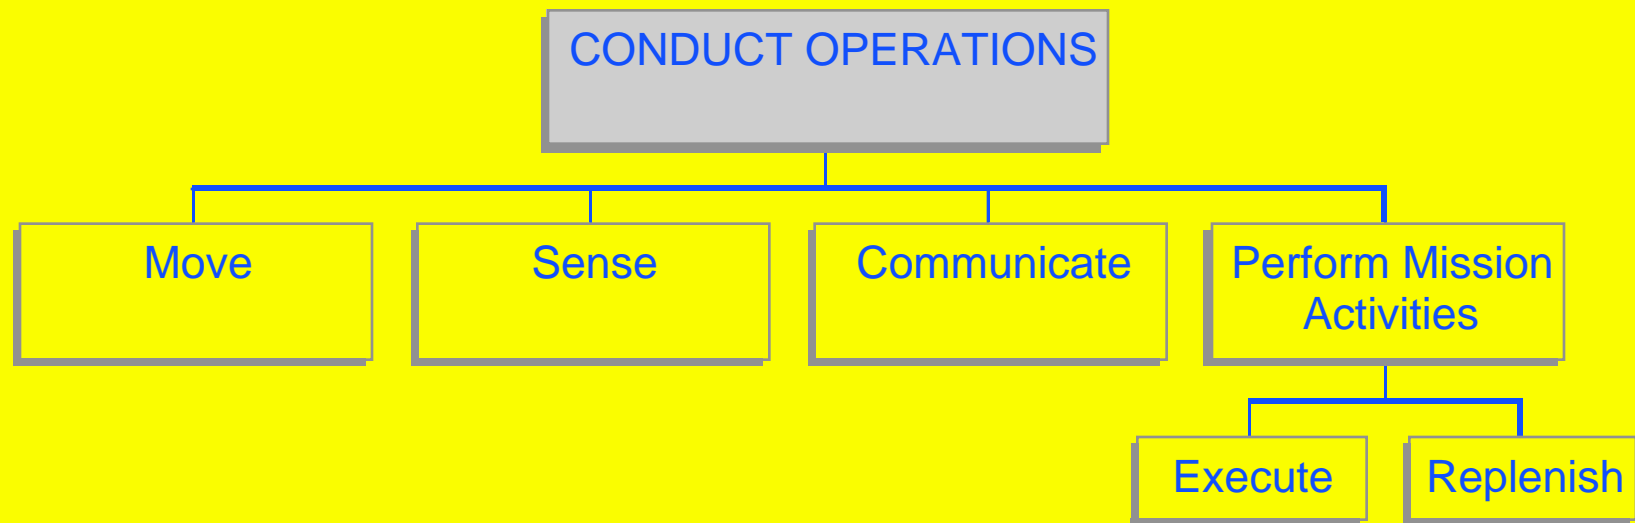 CONDUCT OPERATIONS
Move
Sense
Communicate
Perform Mission
Activities
Execute
Replenish